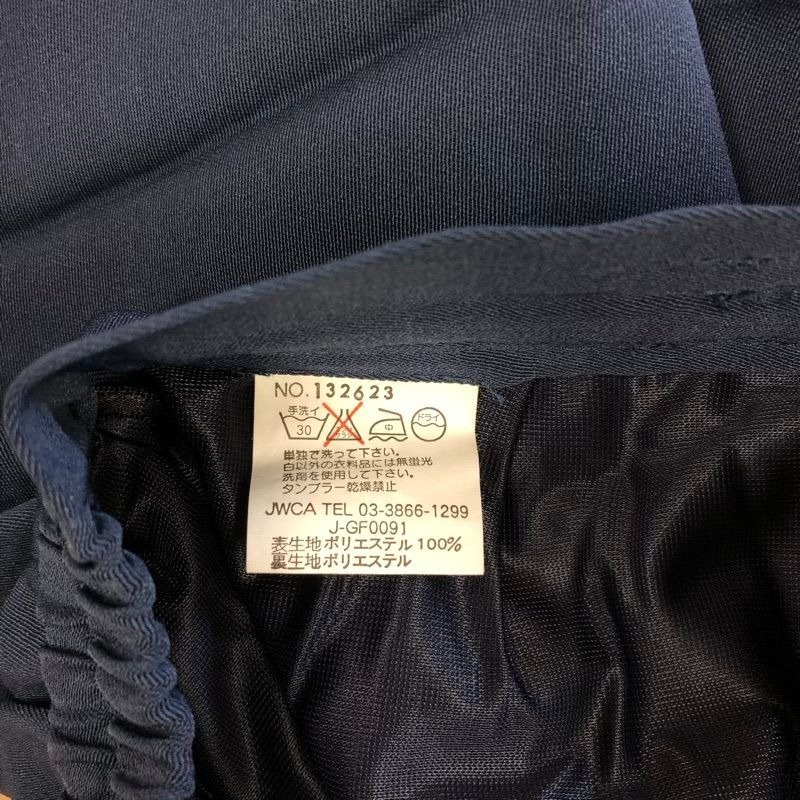 NO.132623
手洗イ 中 ドライ
30
単独で洗って下さい。
白以外の衣料品には無蛍光
洗剤を使用して下さい。
タンブラー乾燥禁止
JWCA TEL 03-3866-1299
J-GF0091
表生地 ポリエステル 100%
裏生地 ポリエステル